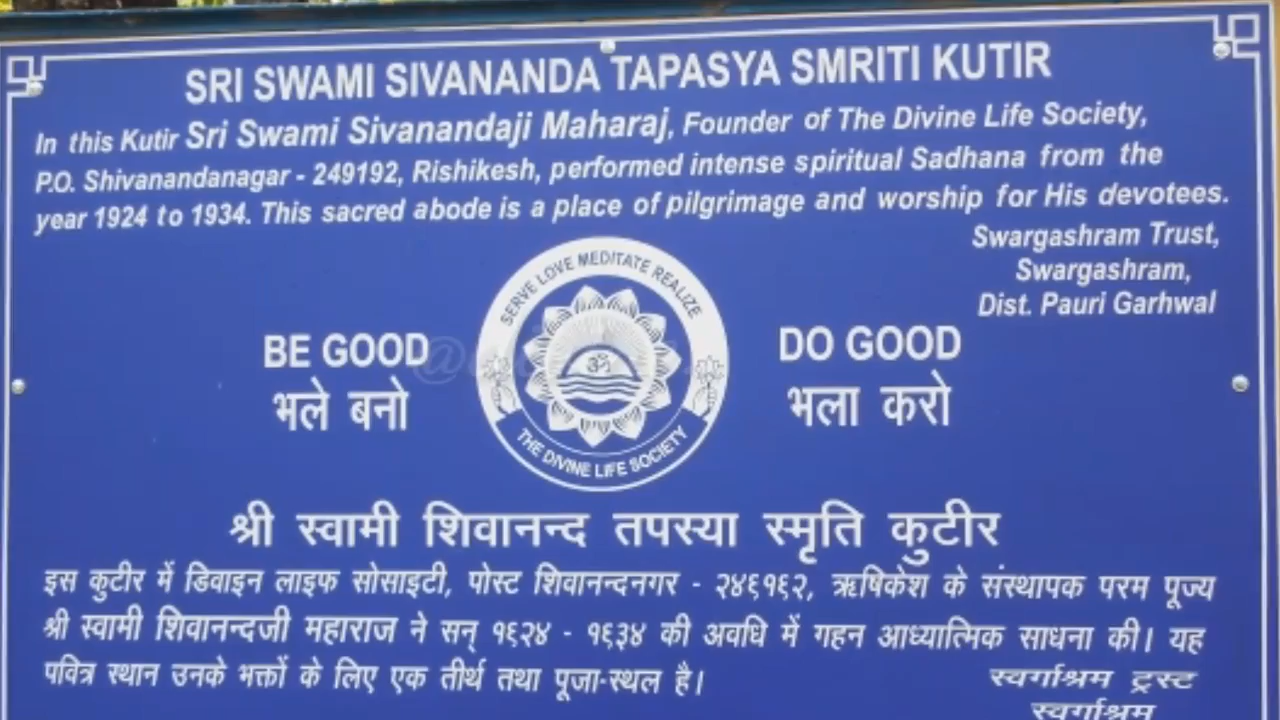 SRI SWAMI SIVANANDA TAPASYA SMRITI KUTIR
In this Kutir Sri Swami Sivanandaji Maharaj, Founder of The Divine Life Society,
P.O. Shivanandanagar - 249192, Rishikesh, performed intense spiritual Sadhana from the
year 1924 to 1934. This sacred abode is a place of pilgrimage and worship for His devotees.
Swargashram Trust,
Swargashram,
Dist. Pauri Garhwal
BE GOOD
भले बनो
SERVE LOVE MEDITATE REALIZE
ॐ
THE DIVINE LIFE SOCIETY
DO GOOD
भला करो
श्री स्वामी शिवानन्द तपस्या स्मृति कुटीर
इस कुटीर में डिवाइन लाइफ सोसाइटी, पोस्ट शिवानन्दनगर - २४६१६२, ऋषिकेश के संस्थापक परम पूज्य
श्री स्वामी शिवानन्दजी महाराज ने सन् १६२४ - १६३४ की अवधि में गहन आध्यात्मिक साधना की। यह
पवित्र स्थान उनके भक्तों के लिए एक तीर्थ तथा पूजा-स्थल है।
स्वर्गाश्रम ट्रस्ट
स्वर्गाश्रम